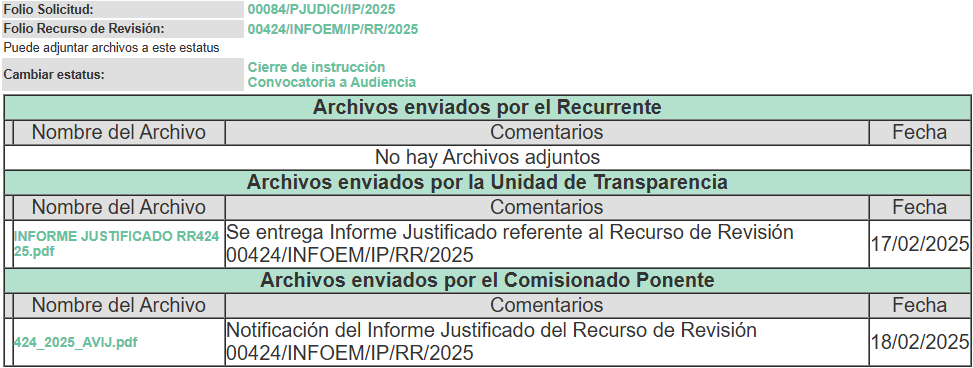 Folio Solicitud: 00084/PJUDICI/IP/2025
Folio Recurso de Revisión: 00424/INFOEM/IP/RR/2025
Puede adjuntar archivos a este estatus
Cambiar estatus: Cierre de instrucción
Convocatoria a Audiencia
Archivos enviados por el Recurrente
Nombre del Archivo Comentarios Fecha
No hay Archivos adjuntos
Archivos enviados por la Unidad de Transparencia
Nombre del Archivo Comentarios Fecha
INFORME JUSTIFICADO RR424
25.pdf
Se entrega Informe Justificado referente al Recurso de Revisión
00424/INFOEM/IP/RR/2025
17/02/2025
Archivos enviados por el Comisionado Ponente
Nombre del Archivo Comentarios Fecha
424_2025_AVIJ.pdf
Notificación del Informe Justificado del Recurso de Revisión
00424/INFOEM/IP/RR/2025
18/02/2025